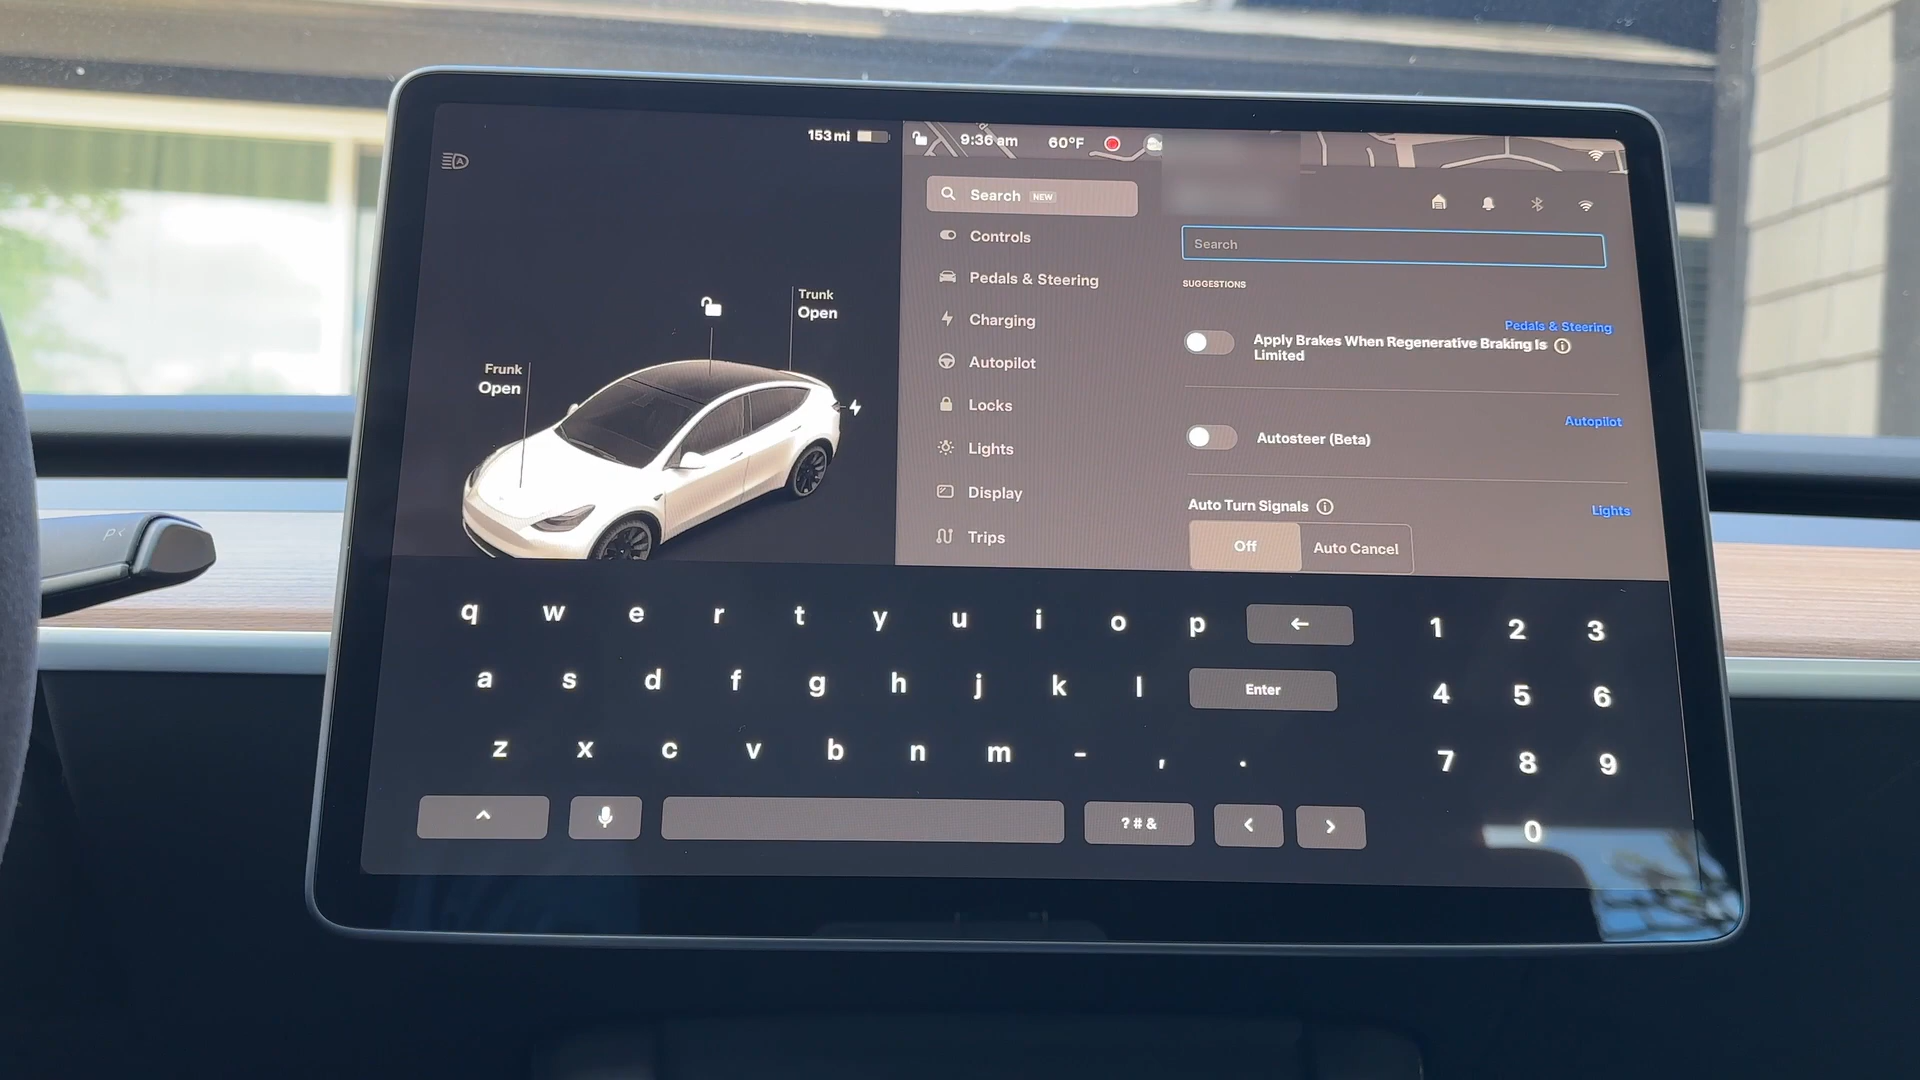 153 mi
9:36 am
60°F
Search NEW
Controls
Pedals & Steering
Charging
Autopilot
Locks
Lights
Display
Trips
Trunk
Open
Frunk
Open
Search
SUGGESTIONS
Pedals & Steering
Apply Brakes When Regenerative Braking Is
Limited
Autopilot
Autosteer (Beta)
Auto Turn Signals
Lights
Off Auto Cancel
q w e r t y u i o p ← 1 2 3
a s d f g h j k l Enter 4 5 6
z x c v b n m - , . 7 8 9
? # & < > 0
P